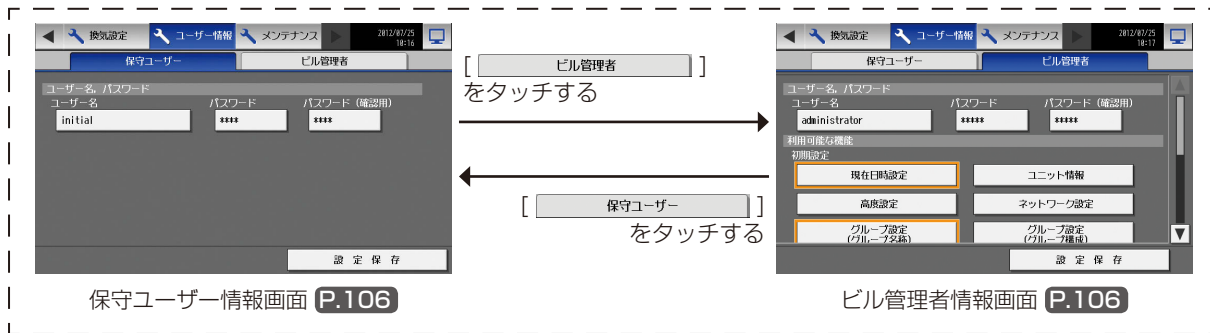 換気設定 ユーザー情報 メンテナンス 2012/07/25 10:16
保守ユーザー ビル管理者
ユーザー名, パスワード
ユーザー名 パスワード パスワード (確認用)
initial **** ****
設 定 保 存
保守ユーザー情報画面 P.106
[ ビル管理者 ]
をタッチする
[ 保守ユーザー ]
をタッチする
換気設定 ユーザー情報 メンテナンス 2012/07/25 10:17
保守ユーザー ビル管理者
ユーザー名, パスワード
ユーザー名 パスワード パスワード (確認用)
administrator ***** *****
利用可能な機能
初期設定
現在日時設定 ユニット情報
高度設定 ネットワーク設定
グループ設定 グループ設定
(グループ名称) (グループ構成)
設 定 保 存
ビル管理者情報画面 P.106